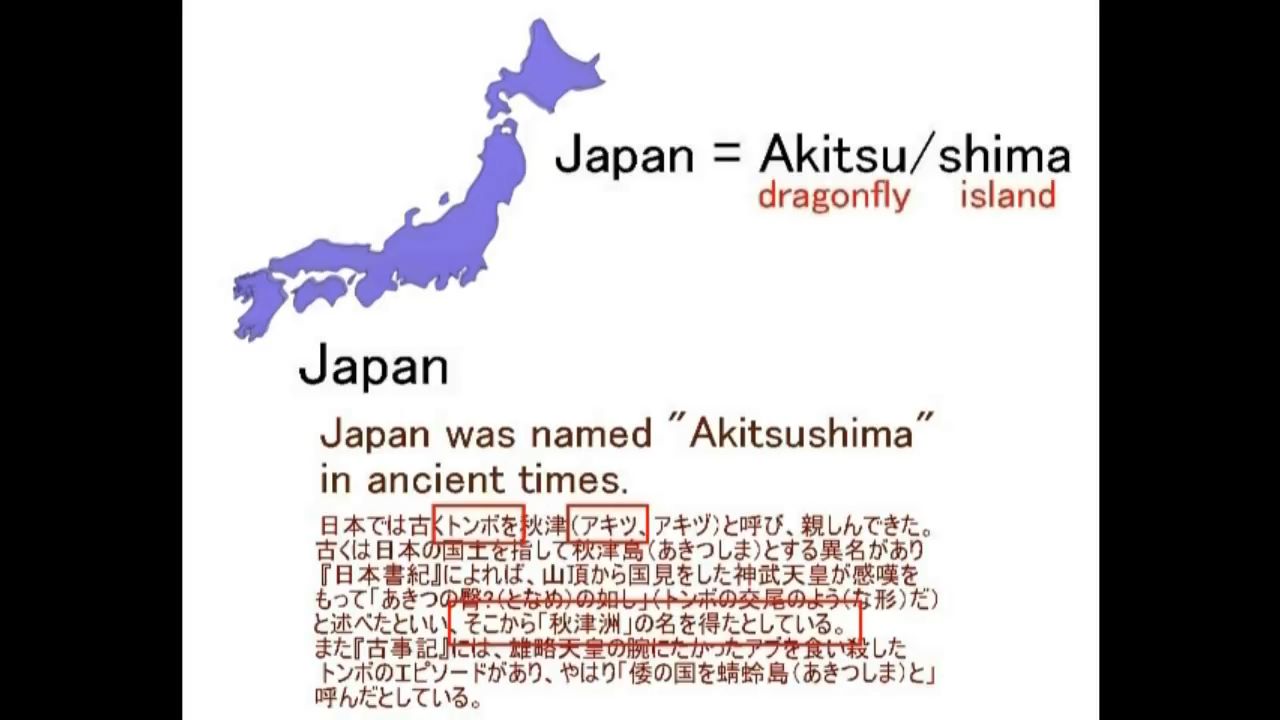 Japan = Akitsu/shima
dragonfly island
Japan
Japan was named "Akitsushima"
in ancient times.
日本では古くトンボを秋津(アキツ、アキヅ)と呼び、親しんできた。
古くは日本の国土を指して秋津島(あきつしま)とする異名があり
『日本書紀』によれば、山頂から国見をした神武天皇が感嘆を
もって「あきつの臀?(となめ)の如し」(トンボの交尾のよう(な形)だ)
と述べたといい、そこから「秋津洲」の名を得たとしている。
また『古事記』には、雄略天皇の腕にたかったアブを食い殺した
トンボのエピソードがあり、やはり「倭の国を蜻蛉島(あきつしま)と」
呼んだとしている。